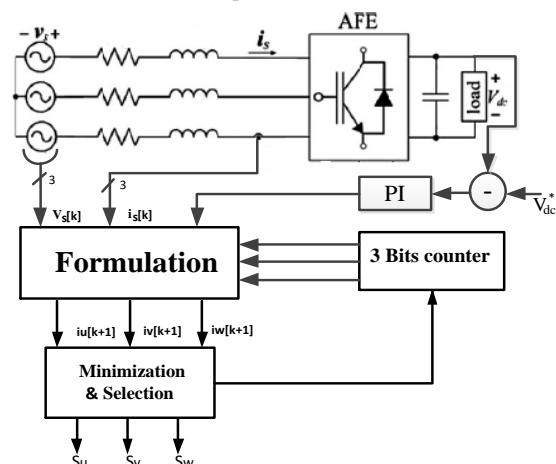 - vs +
is
AFE
load
+
Vdc
-
3
3
PI
-
Vdc*
Vs[k]
is[k]
Formulation
3 Bits counter
iu[k+1]
iv[k+1]
iw[k+1]
Minimization
& Selection
Su
Sv
Sw